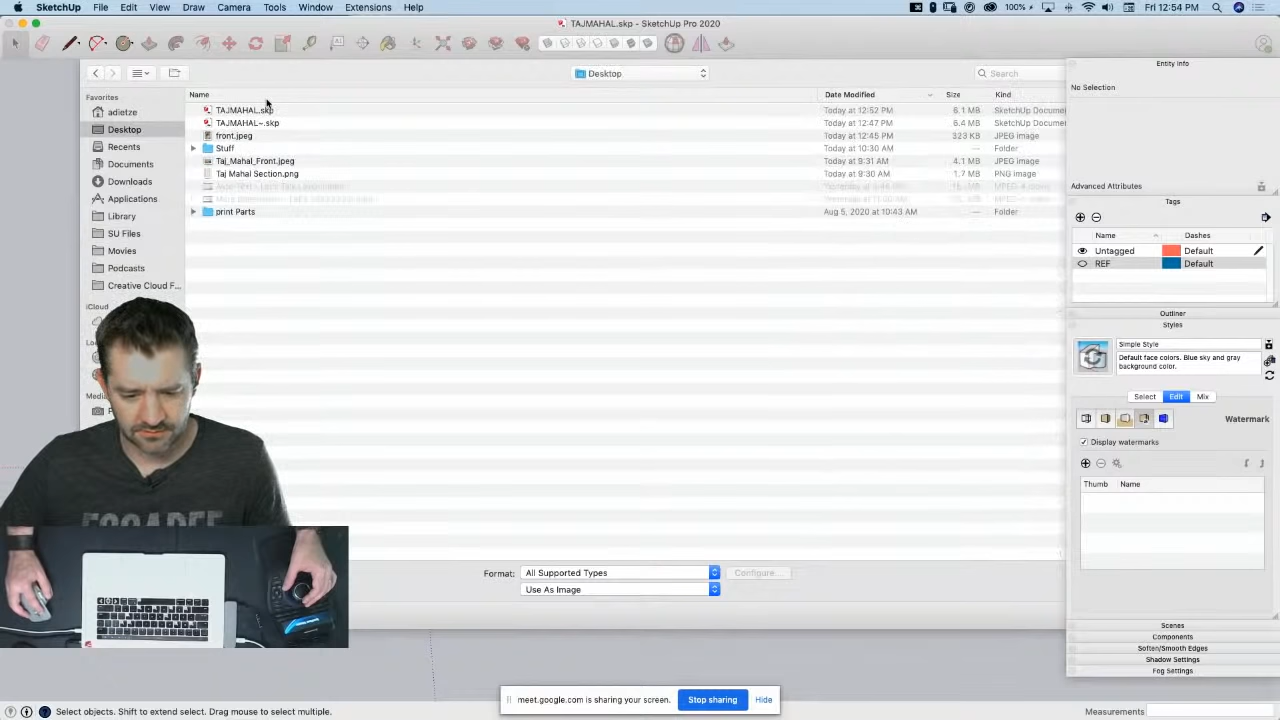 SketchUp File Edit View Draw Camera Tools Window Extensions Help 100% Fri 12:54 PM
TAJMAHAL.skp - SketchUp Pro 2020
Desktop Search
Entity Info
No Selection
Advanced Attributes
Tags
Name Dashes
Untagged Default
REF Default
Outliner
Styles
Simple Style
Default face colors. Blue sky and gray
background color.
Select Edit Mix
Watermark
Display watermarks
Thumb Name
Scenes
Components
Soften/Smooth Edges
Shadow Settings
Fog Settings
Favorites
adietze
Desktop
Recents
Documents
Downloads
Applications
Library
SU Files
Movies
Podcasts
Creative Cloud F...
iCloud
Name Date Modified Size Kind
TAJMAHAL.skp Today at 12:52 PM 6.1 MB SketchUp Docume
TAJMAHAL~.skp Today at 12:47 PM 6.4 MB SketchUp Docume
front.jpeg Today at 12:45 PM 323 KB JPEG image
Stuff Today at 10:30 AM — Folder
Taj_Mahal_Front.jpeg Today at 9:31 AM 4.1 MB JPEG image
Taj Mahal Section.png Today at 9:30 AM 1.7 MB PNG image
print Parts Aug 5, 2020 at 10:43 AM — Folder
Format: All Supported Types Configure...
Use As Image
meet.google.com is sharing your screen. Stop sharing Hide
Select objects. Shift to extend select. Drag mouse to select multiple. Measurements